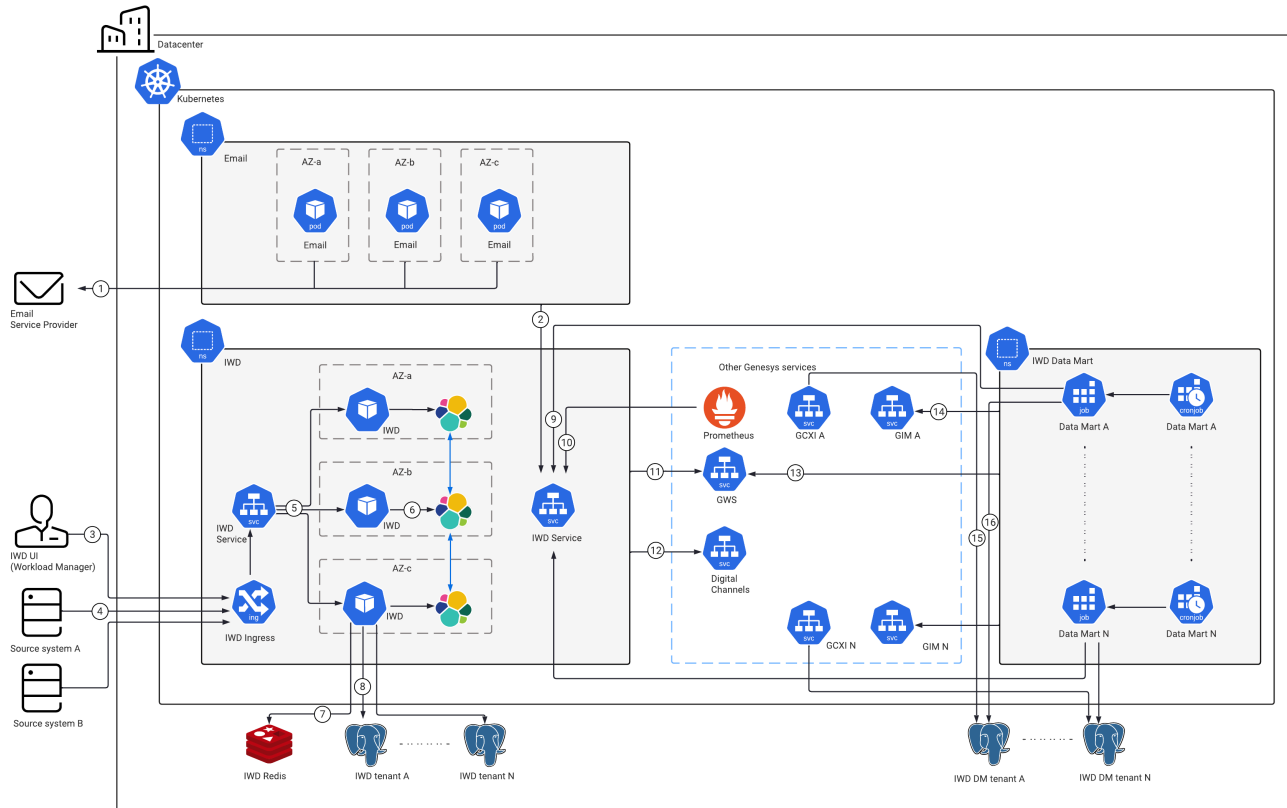 Datacenter
Kubernetes
ns
Email
AZ-a
AZ-b
AZ-c
pod
pod
pod
Email
Email
Email
1
Email
Service Provider
2
ns
IWD
AZ-a
IWD
AZ-b
IWD
AZ-c
IWD
5
6
svc
IWD
Service
ing
IWD Ingress
3
IWD UI
(Workload Manager)
4
Source system A
Source system B
svc
IWD Service
9
10
11
12
Other Genesys services
Prometheus
svc
GCXI A
svc
GIM A
svc
GWS
svc
Digital
Channels
svc
GCXI N
svc
GIM N
13
14
15
16
ns
IWD Data Mart
job
Data Mart A
cronjob
Data Mart A
job
Data Mart N
cronjob
Data Mart N
7
8
IWD Redis
IWD tenant A
IWD tenant N
IWD DM tenant A
IWD DM tenant N